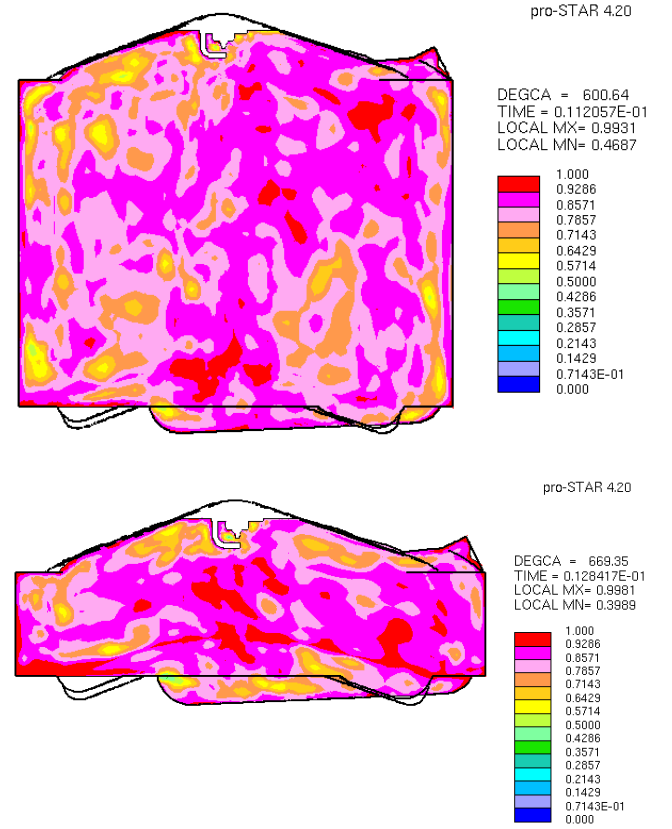 pro-STAR 4.20
DEGCA = 600.64
TIME = 0.112057E-01
LOCAL MX= 0.9931
LOCAL MN= 0.4687
1.000
0.9286
0.8571
0.7857
0.7143
0.6429
0.5714
0.5000
0.4286
0.3571
0.2857
0.2143
0.1429
0.7143E-01
0.000
pro-STAR 4.20
DEGCA = 669.35
TIME = 0.128417E-01
LOCAL MX= 0.9981
LOCAL MN= 0.3989
1.000
0.9286
0.8571
0.7857
0.7143
0.6429
0.5714
0.5000
0.4286
0.3571
0.2857
0.2143
0.1429
0.7143E-01
0.000